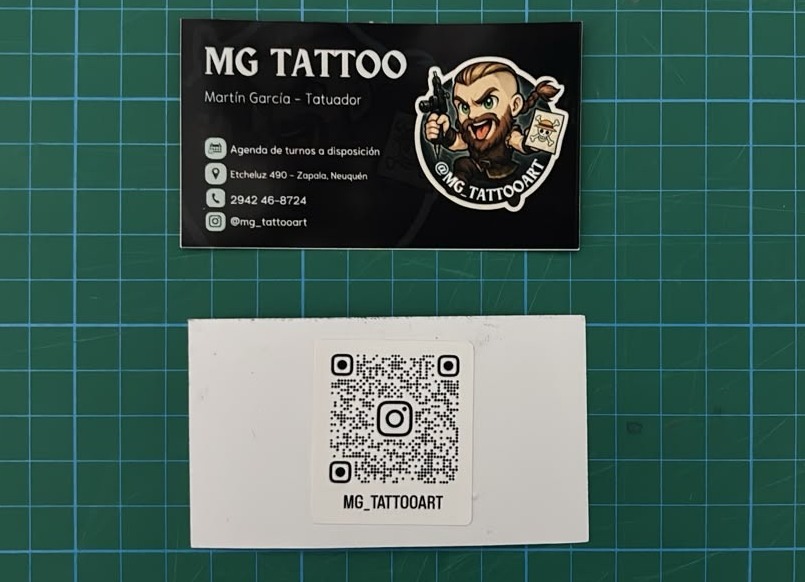 MG TATTOO
Martín García - Tatuador
Agenda de turnos a disposición
Etcheluz 490 - Zapala, Neuquén
2942 46-8724
@mg_tattooart
@MG_TATTOOART
MG_TATTOOART